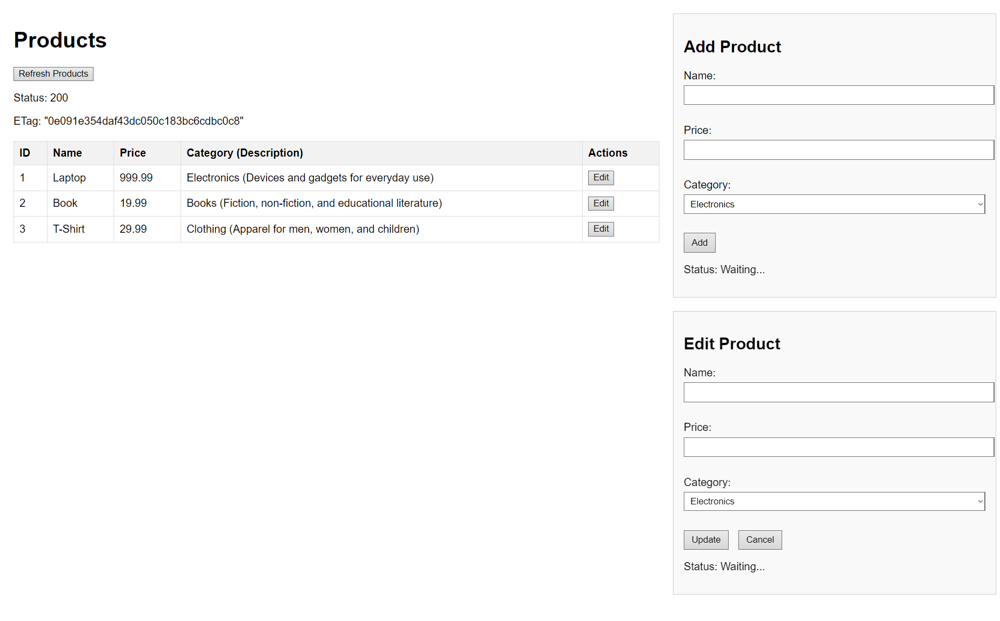 Products
Refresh Products
Status: 200
ETag: "0e091e354daf43dc050c183bc6cdbc0c8"
ID Name Price Category (Description) Actions
1 Laptop 999.99 Electronics (Devices and gadgets for everyday use) Edit
2 Book 19.99 Books (Fiction, non-fiction, and educational literature) Edit
3 T-Shirt 29.99 Clothing (Apparel for men, women, and children) Edit
Add Product
Name:
Price:
Category:
Electronics
Add
Status: Waiting...
Edit Product
Name:
Price:
Category:
Electronics
Update Cancel
Status: Waiting...